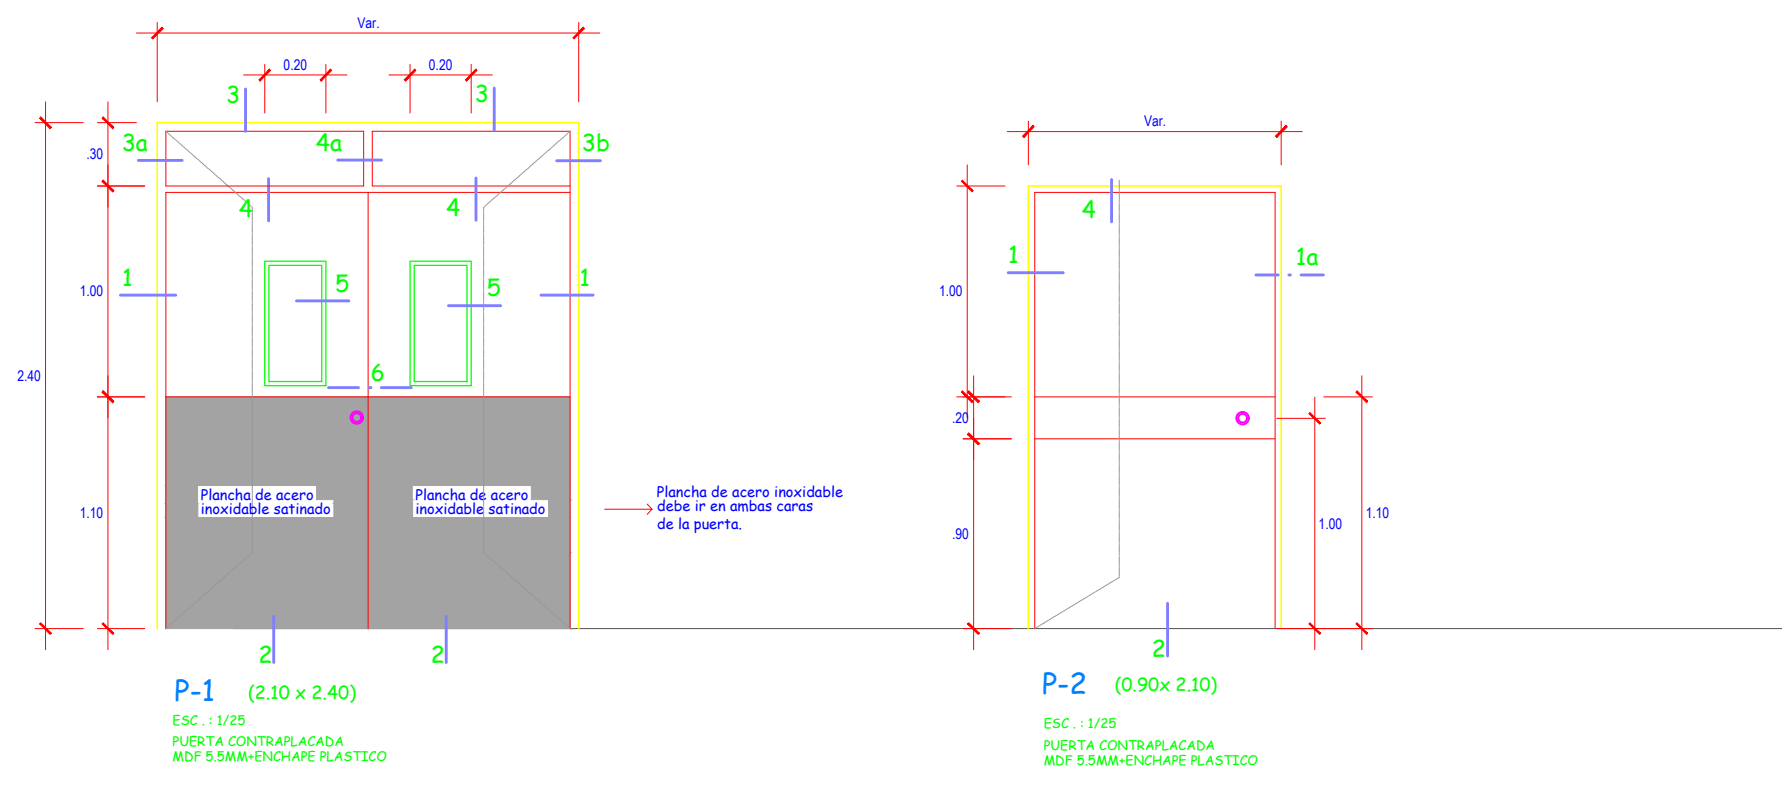 Var.
0.20
0.20
3
3
3a
4a
3b
.30
4
4
1
5
5
1
1.00
6
2.40
Plancha de acero
inoxidable satinado
Plancha de acero
inoxidable satinado
Plancha de acero inoxidable
debe ir en ambas caras
de la puerta.
1.10
2
2
P-1 (2.10 x 2.40)
ESC . : 1/25
PUERTA CONTRAPLACADA
MDF 5.5MM+ENCHAPE PLASTICO
Var.
4
1
1a
1.00
.20
.90
1.00
1.10
2
P-2 (0.90x 2.10)
ESC . : 1/25
PUERTA CONTRAPLACADA
MDF 5.5MM+ENCHAPE PLASTICO